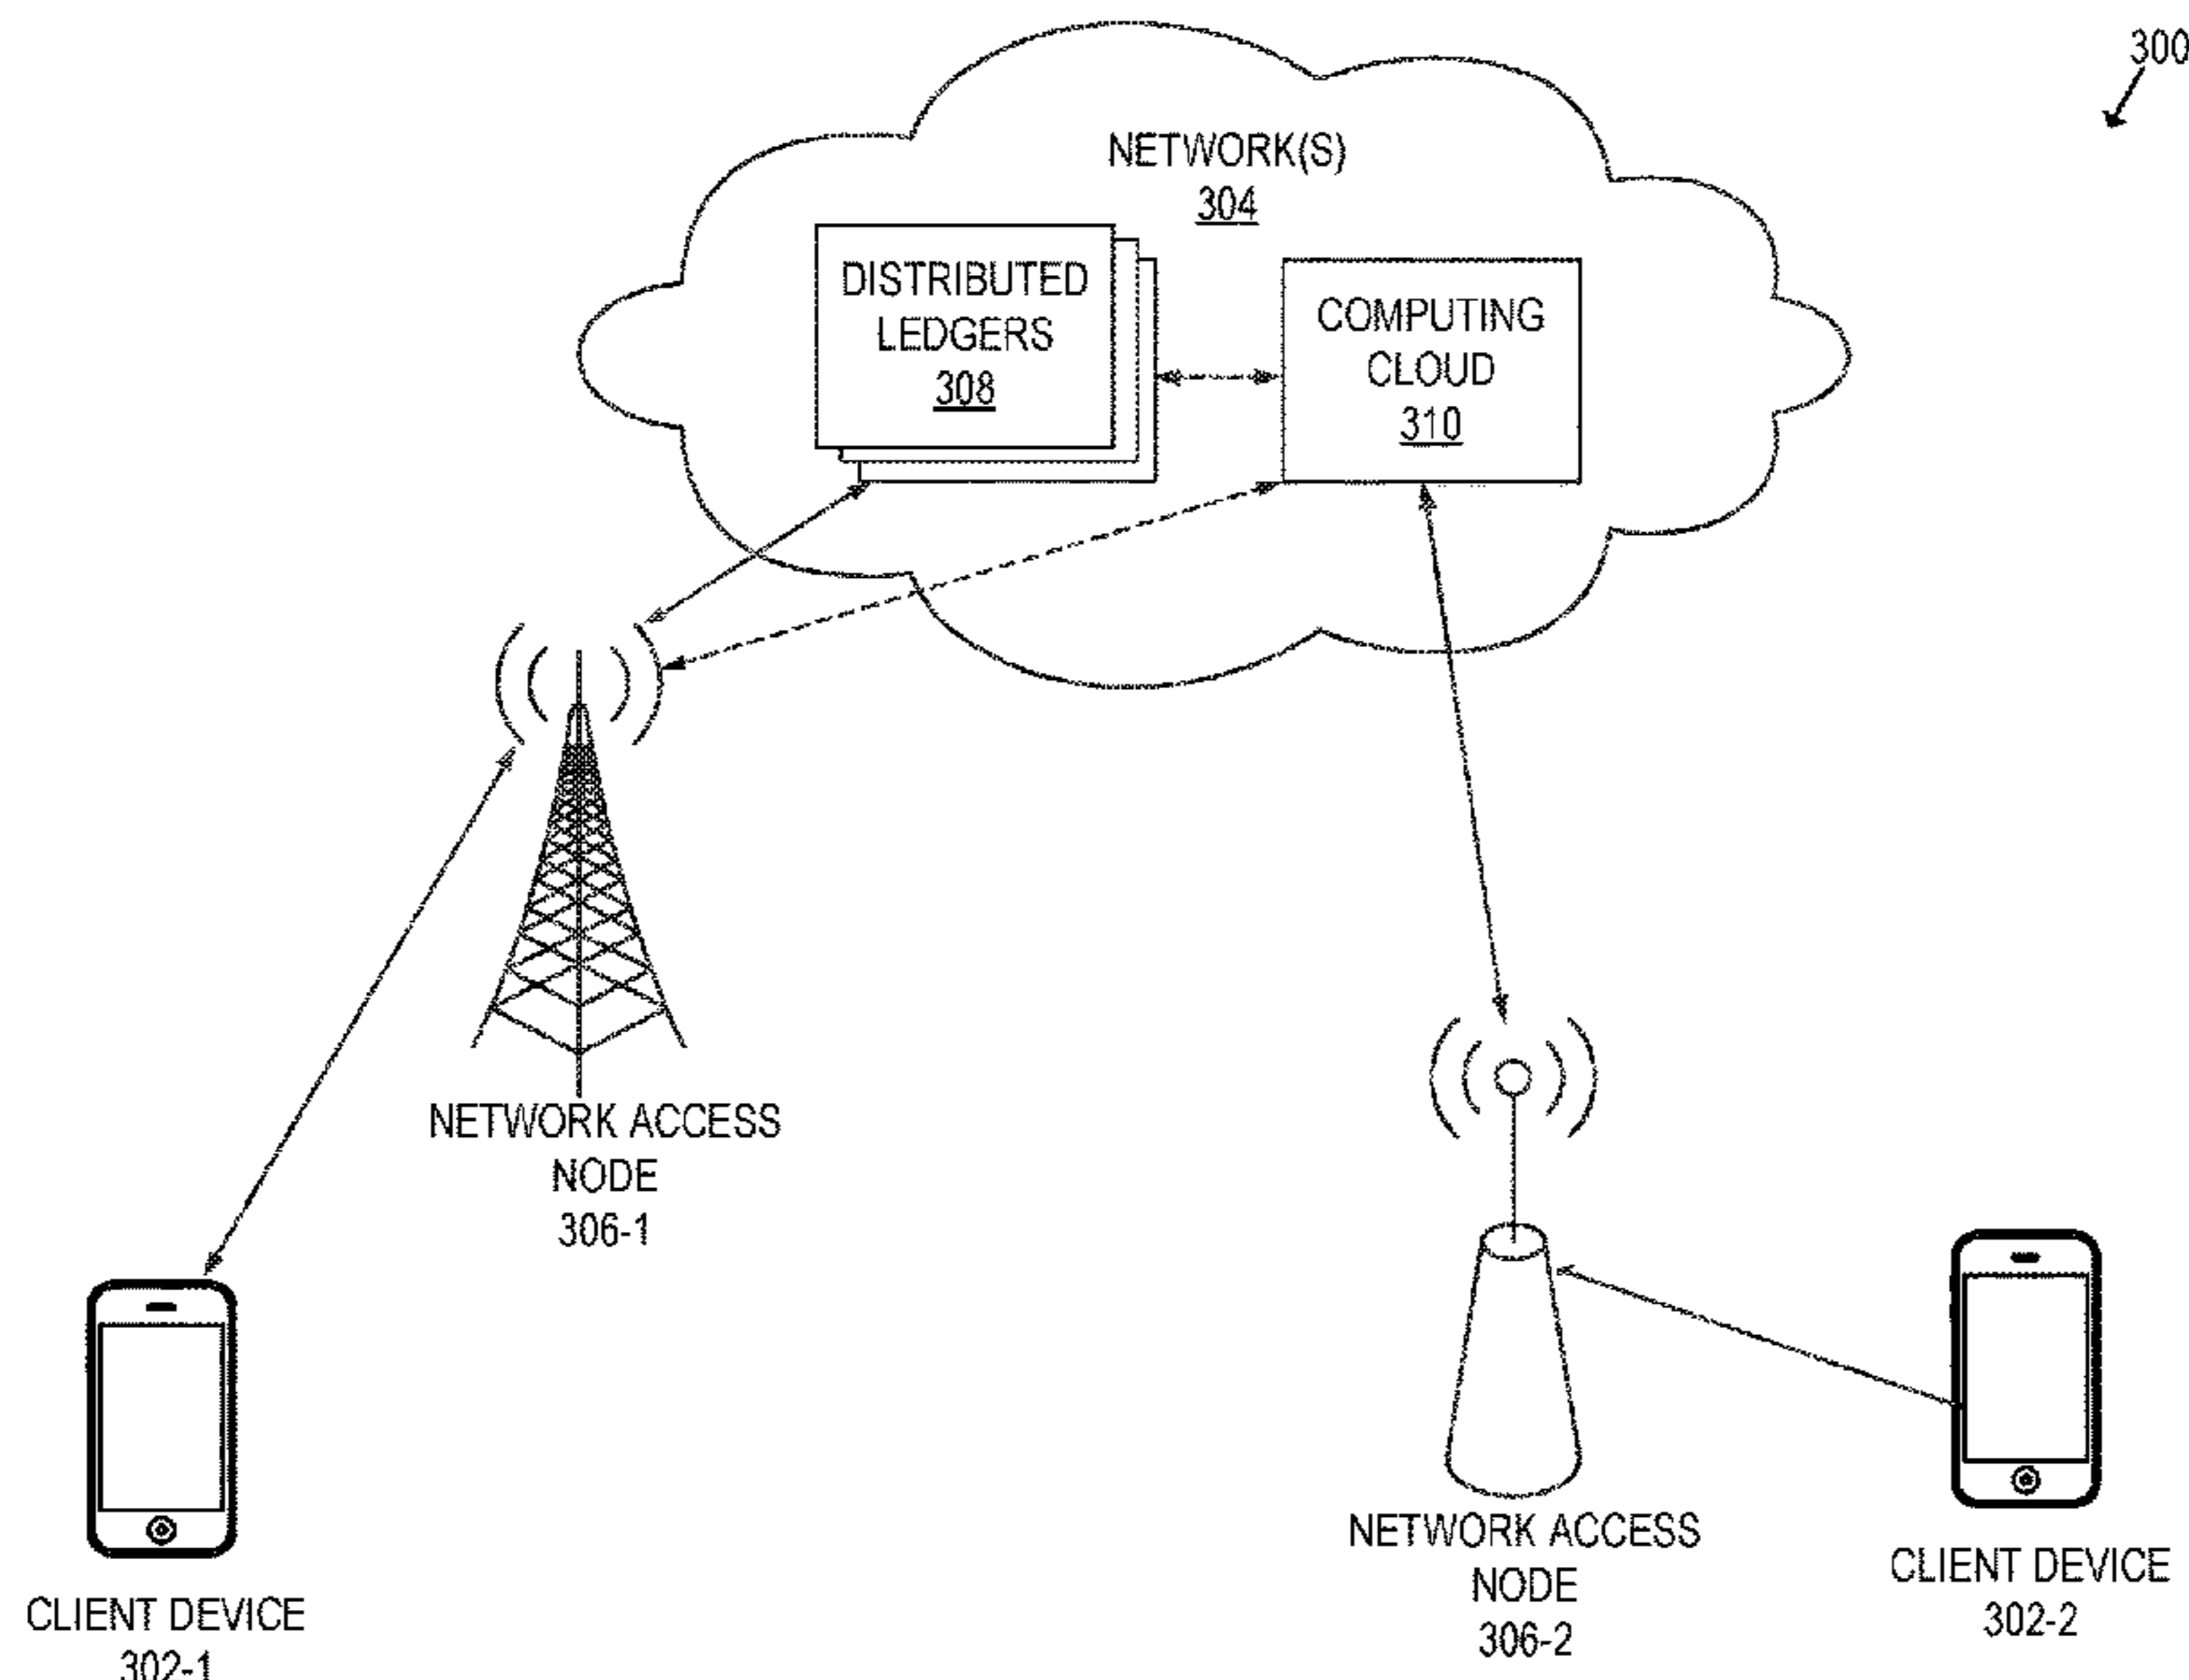 300
NETWORK(S)
304
DISTRIBUTED
LEDGERS
308
COMPUTING
CLOUD
310
NETWORK ACCESS
NODE
306-1
CLIENT DEVICE
302-1
NETWORK ACCESS
NODE
306-2
CLIENT DEVICE
302-2